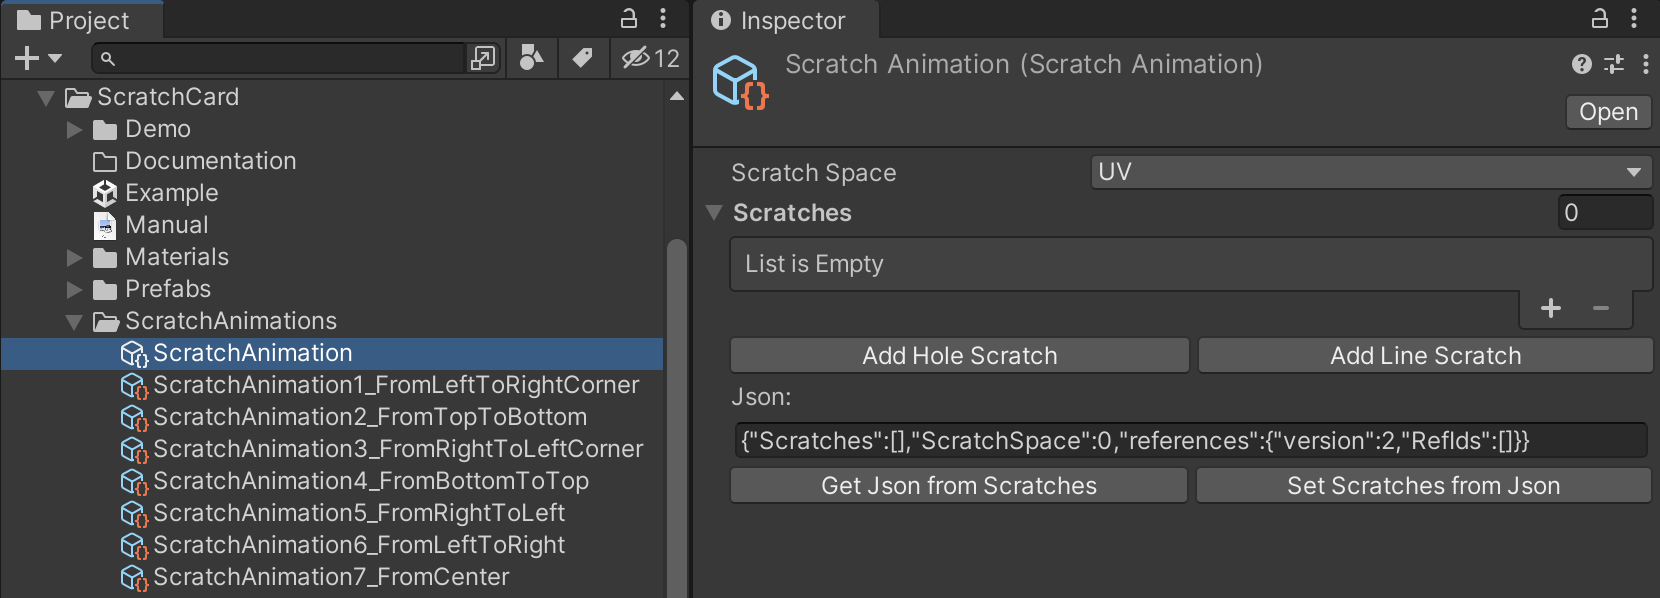 Project
12
ScratchCard
Demo
Documentation
Example
Manual
Materials
Prefabs
ScratchAnimations
ScratchAnimation
ScratchAnimation1_FromLeftToRightCorner
ScratchAnimation2_FromTopToBottom
ScratchAnimation3_FromRightToLeftCorner
ScratchAnimation4_FromBottomToTop
ScratchAnimation5_FromRightToLeft
ScratchAnimation6_FromLeftToRight
ScratchAnimation7_FromCenter
Inspector
Scratch Animation (Scratch Animation)
Open
Scratch Space UV
Scratches 0
List is Empty
Add Hole Scratch Add Line Scratch
Json:
{"Scratches":[],"ScratchSpace":0,"references":{"version":2,"RefIds":[]}}
Get Json from Scratches Set Scratches from Json